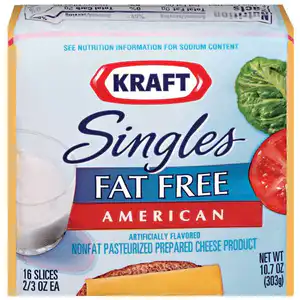 SEE NUTRITION INFORMATION FOR SODIUM CONTENT
KRAFT
Singles
FAT FREE
AMERICAN
ARTIFICIALLY FLAVORED
NONFAT PASTEURIZED PREPARED CHEESE PRODUCT
16 SLICES
2/3 OZ EA
NET WT
10.7 OZ
(303g)